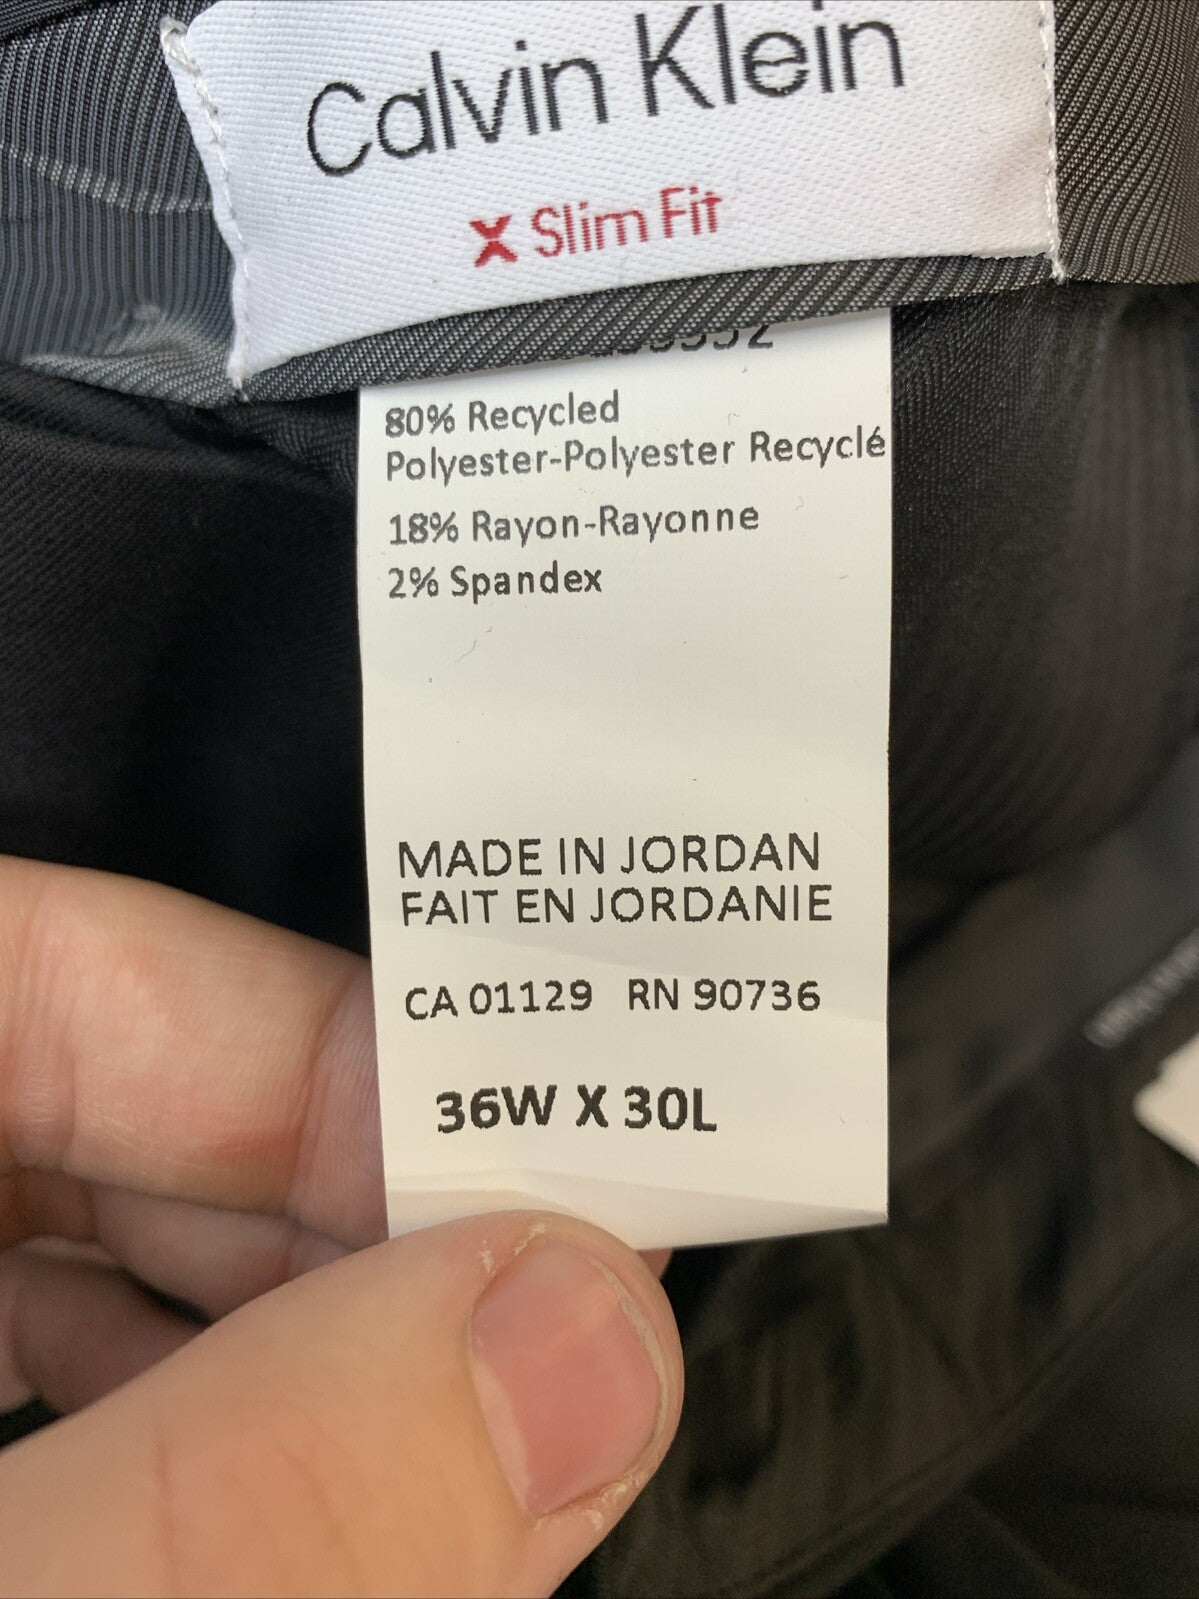 Calvin Klein
X Slim Fit
80% Recycled
Polyester-Polyester Recyclé
18% Rayon-Rayonne
2% Spandex
MADE IN JORDAN
FAIT EN JORDANIE
CA 01129 RN 90736
36W X 30L